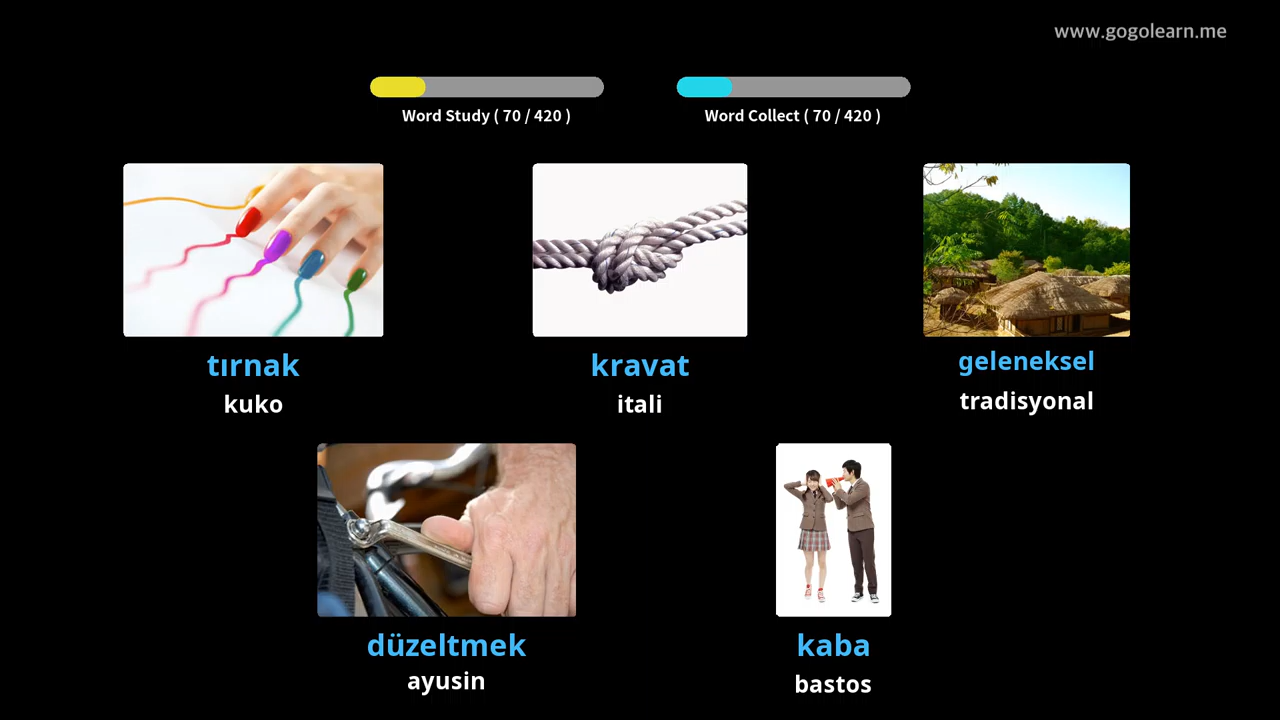 www.gogolearn.me
Word Study ( 70 / 420 )
Word Collect ( 70 / 420 )
tırnak
kuko
kravat
itali
geleneksel
tradisyonal
düzeltmek
ayusin
kaba
bastos